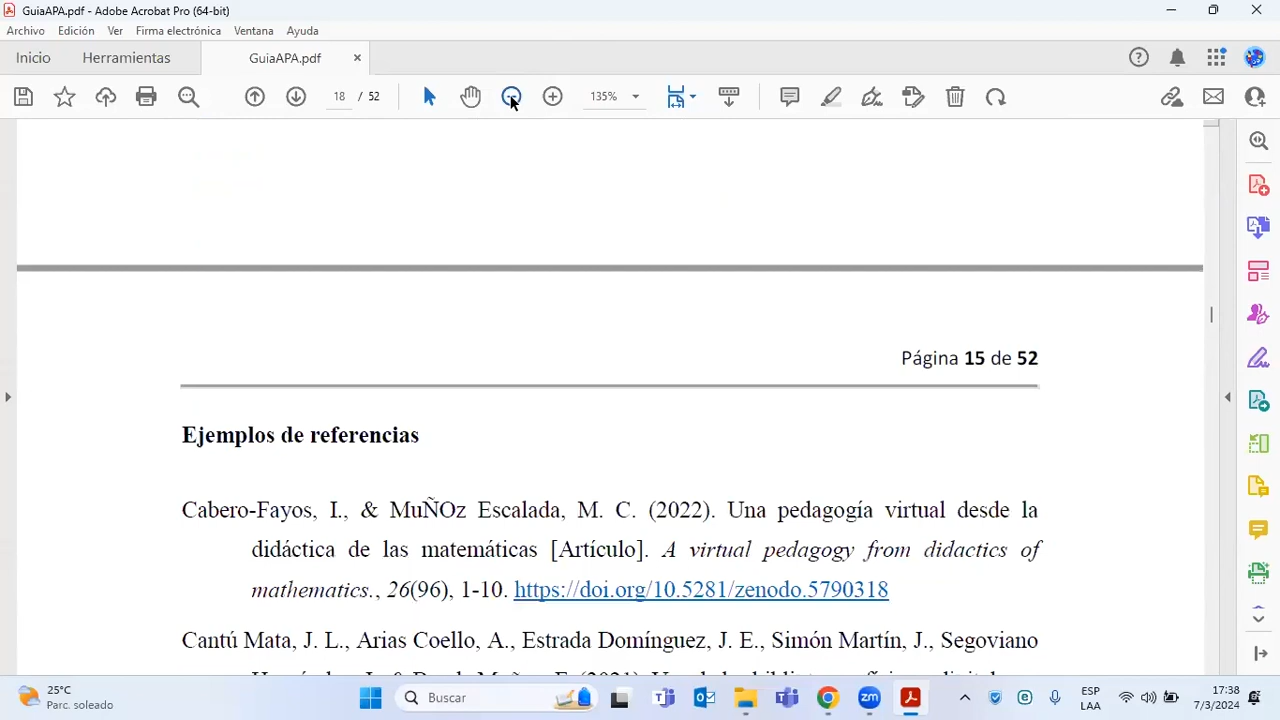 GuiaAPA.pdf - Adobe Acrobat Pro (64-bit)
Archivo Edición Ver Firma electrónica Ventana Ayuda
Inicio Herramientas GuiaAPA.pdf ×
18 / 52 135%
Página 15 de 52
Ejemplos de referencias
Cabero-Fayos, I., & MuÑOz Escalada, M. C. (2022). Una pedagogía virtual desde la
didáctica de las matemáticas [Artículo]. A virtual pedagogy from didactics of
mathematics., 26(96), 1-10. https://doi.org/10.5281/zenodo.5790318
Cantú Mata, J. L., Arias Coello, A., Estrada Domínguez, J. E., Simón Martín, J., Segoviano
25°C
Parc. soleado
Buscar
ESP
LAA
17:38
7/3/2024